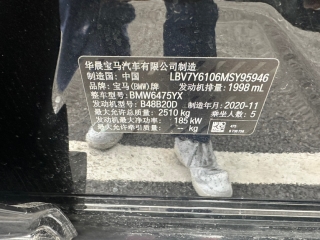 华晨宝马汽车有限公司制造
制造国：中国 LBV7Y6106MSY95946
品牌：宝马(BMW)牌 发动机排量：1998 mL
整车型号：BMW6475YX
发动机型号：B48B20D 制造年月：2020-11
最大允许总质量：2510 kg 乘坐人数：5
发动机最大净功率：185 kW
最大允许牵引质量：- kg